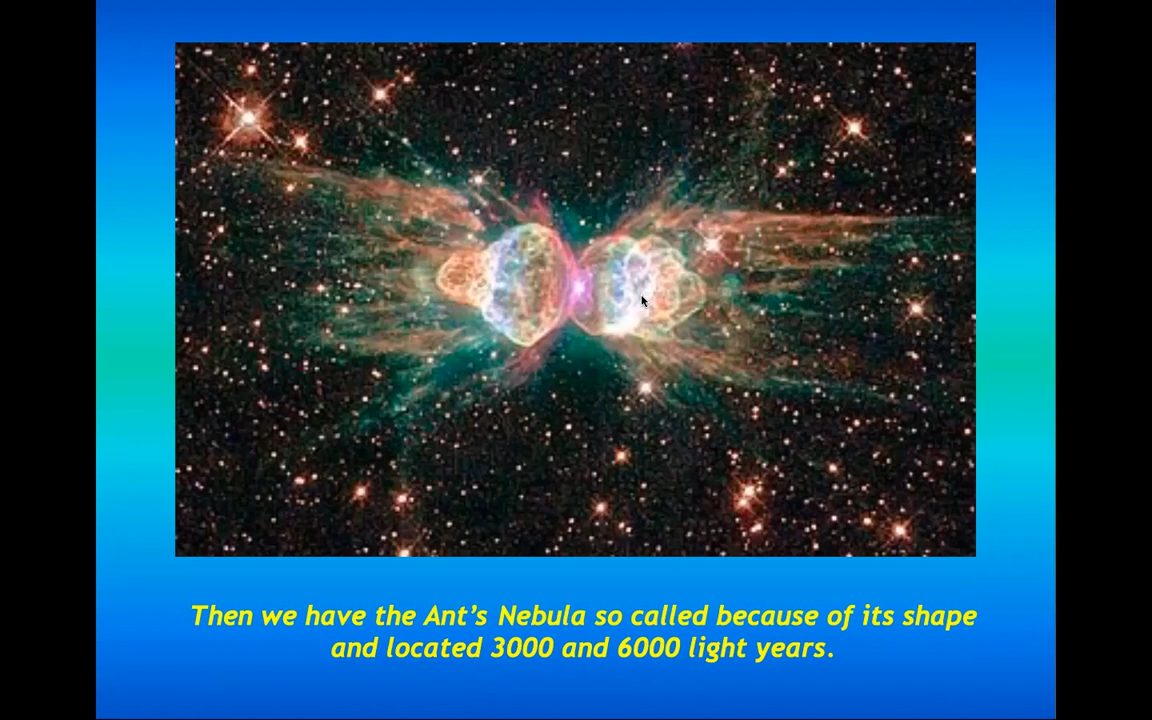 Then we have the Ant’s Nebula so called because of its shape
and located 3000 and 6000 light years.